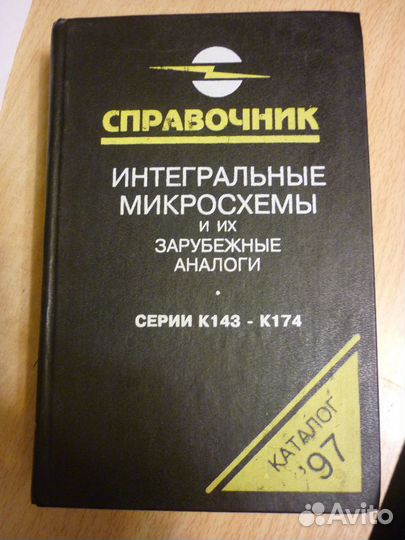 СПРАВОЧНИК
ИНТЕГРАЛЬНЫЕ
МИКРОСХЕМЫ
И ИХ
ЗАРУБЕЖНЫЕ
АНАЛОГИ
СЕРИИ К143 - К174
КАТАЛОГ
'97
Avito